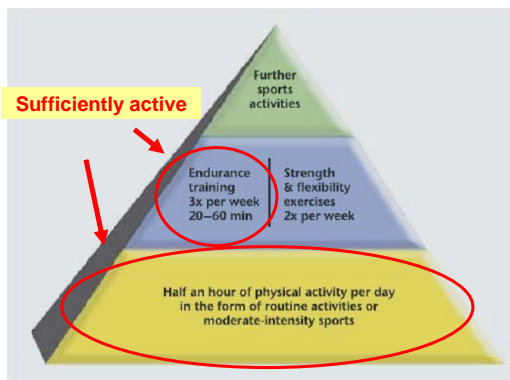 Further
sports
activities
Sufficiently active
Endurance
training
3x per week
20–60 min
Strength
& flexibility
exercises
2x per week
Half an hour of physical activity per day
in the form of routine activities or
moderate-intensity sports